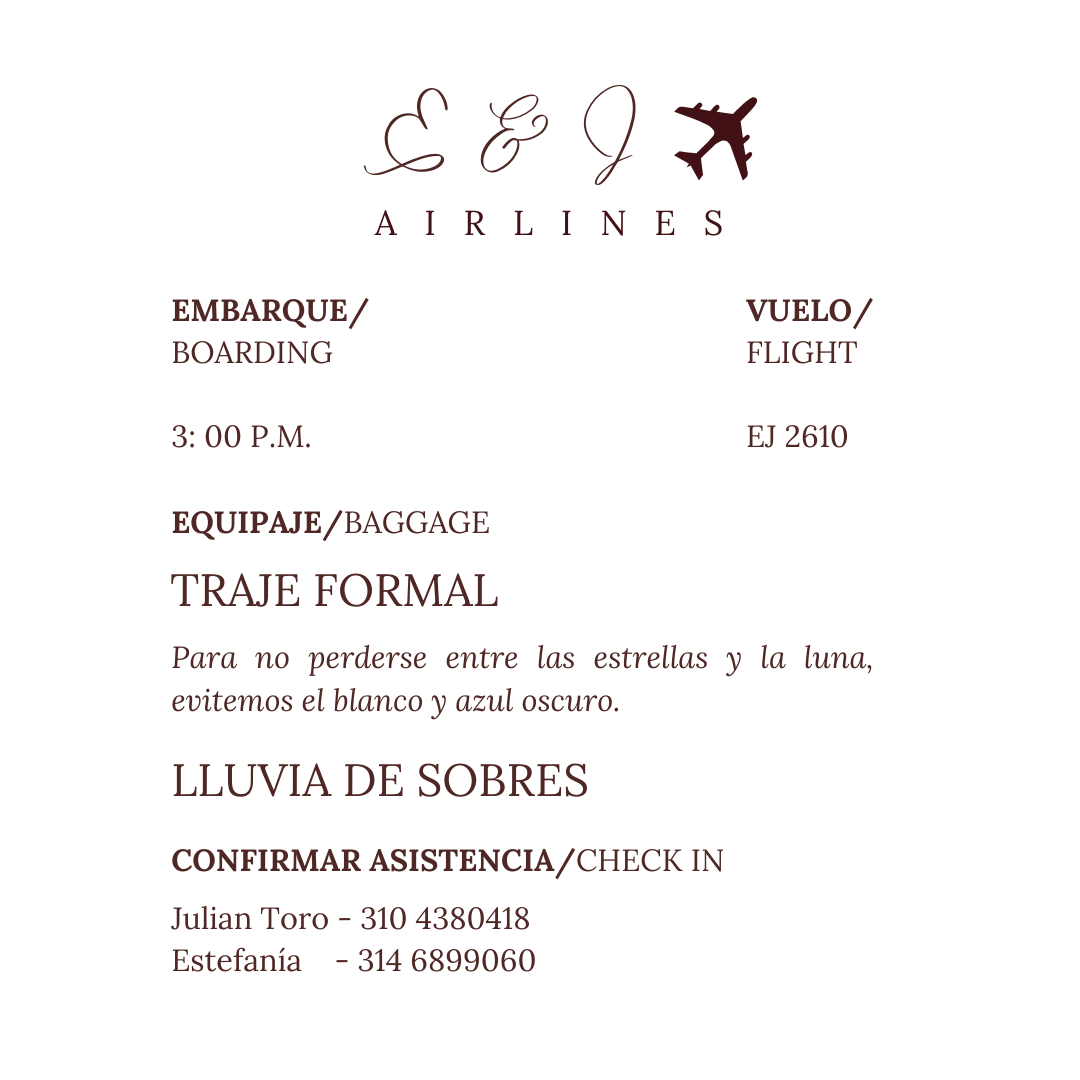 E & J
AIRLINES
EMBARQUE/
BOARDING
3: 00 P.M.
VUELO/
FLIGHT
EJ 2610
EQUIPAJE/BAGGAGE
TRAJE FORMAL
Para no perderse entre las estrellas y la luna,
evitemos el blanco y azul oscuro.
LLUVIA DE SOBRES
CONFIRMAR ASISTENCIA/CHECK IN
Julian Toro - 310 4380418
Estefanía - 314 6899060